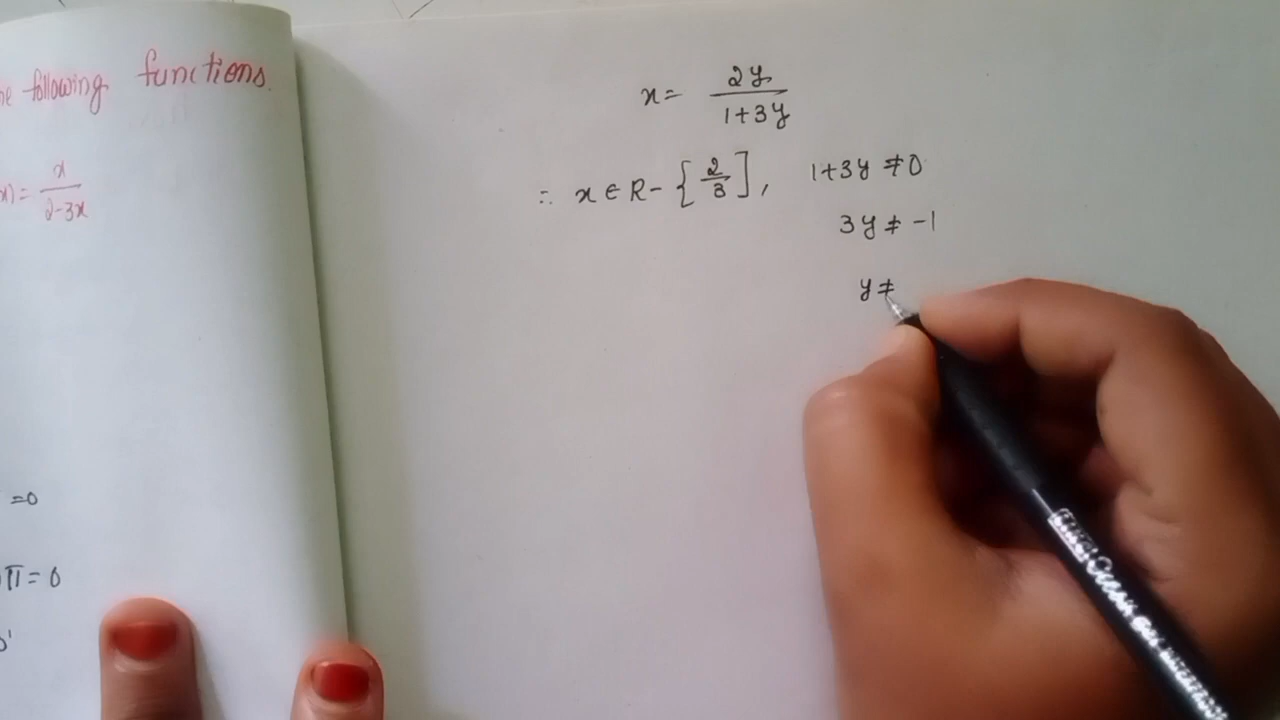 following functions.
x) = x/(2-3x)
=0
π = 0
x = 2y/(1+3y)
∴ x ∈ R - {2/3], 1+3y ≠ 0
3y ≠ -1
y ≠